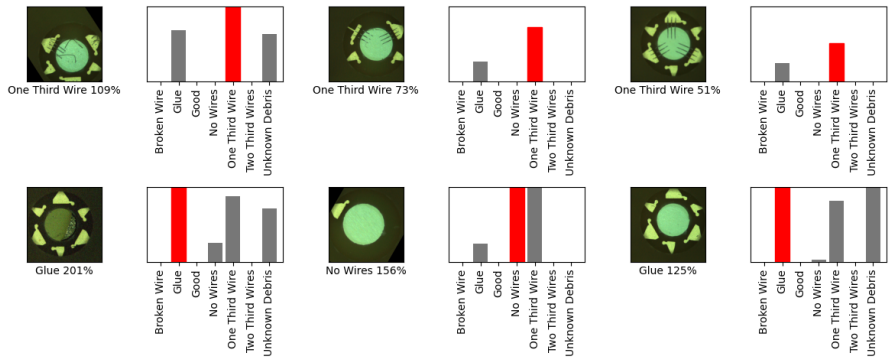 One Third Wire 109%
Broken Wire
Glue
Good
No Wires
One Third Wire
Two Third Wires
Unknown Debris
One Third Wire 73%
Broken Wire
Glue
Good
No Wires
One Third Wire
Two Third Wires
Unknown Debris
One Third Wire 51%
Broken Wire
Glue
Good
No Wires
One Third Wire
Two Third Wires
Unknown Debris
Glue 201%
Broken Wire
Glue
Good
No Wires
One Third Wire
Two Third Wires
Unknown Debris
No Wires 156%
Broken Wire
Glue
Good
No Wires
One Third Wire
Two Third Wires
Unknown Debris
Glue 125%
Broken Wire
Glue
Good
No Wires
One Third Wire
Two Third Wires
Unknown Debris